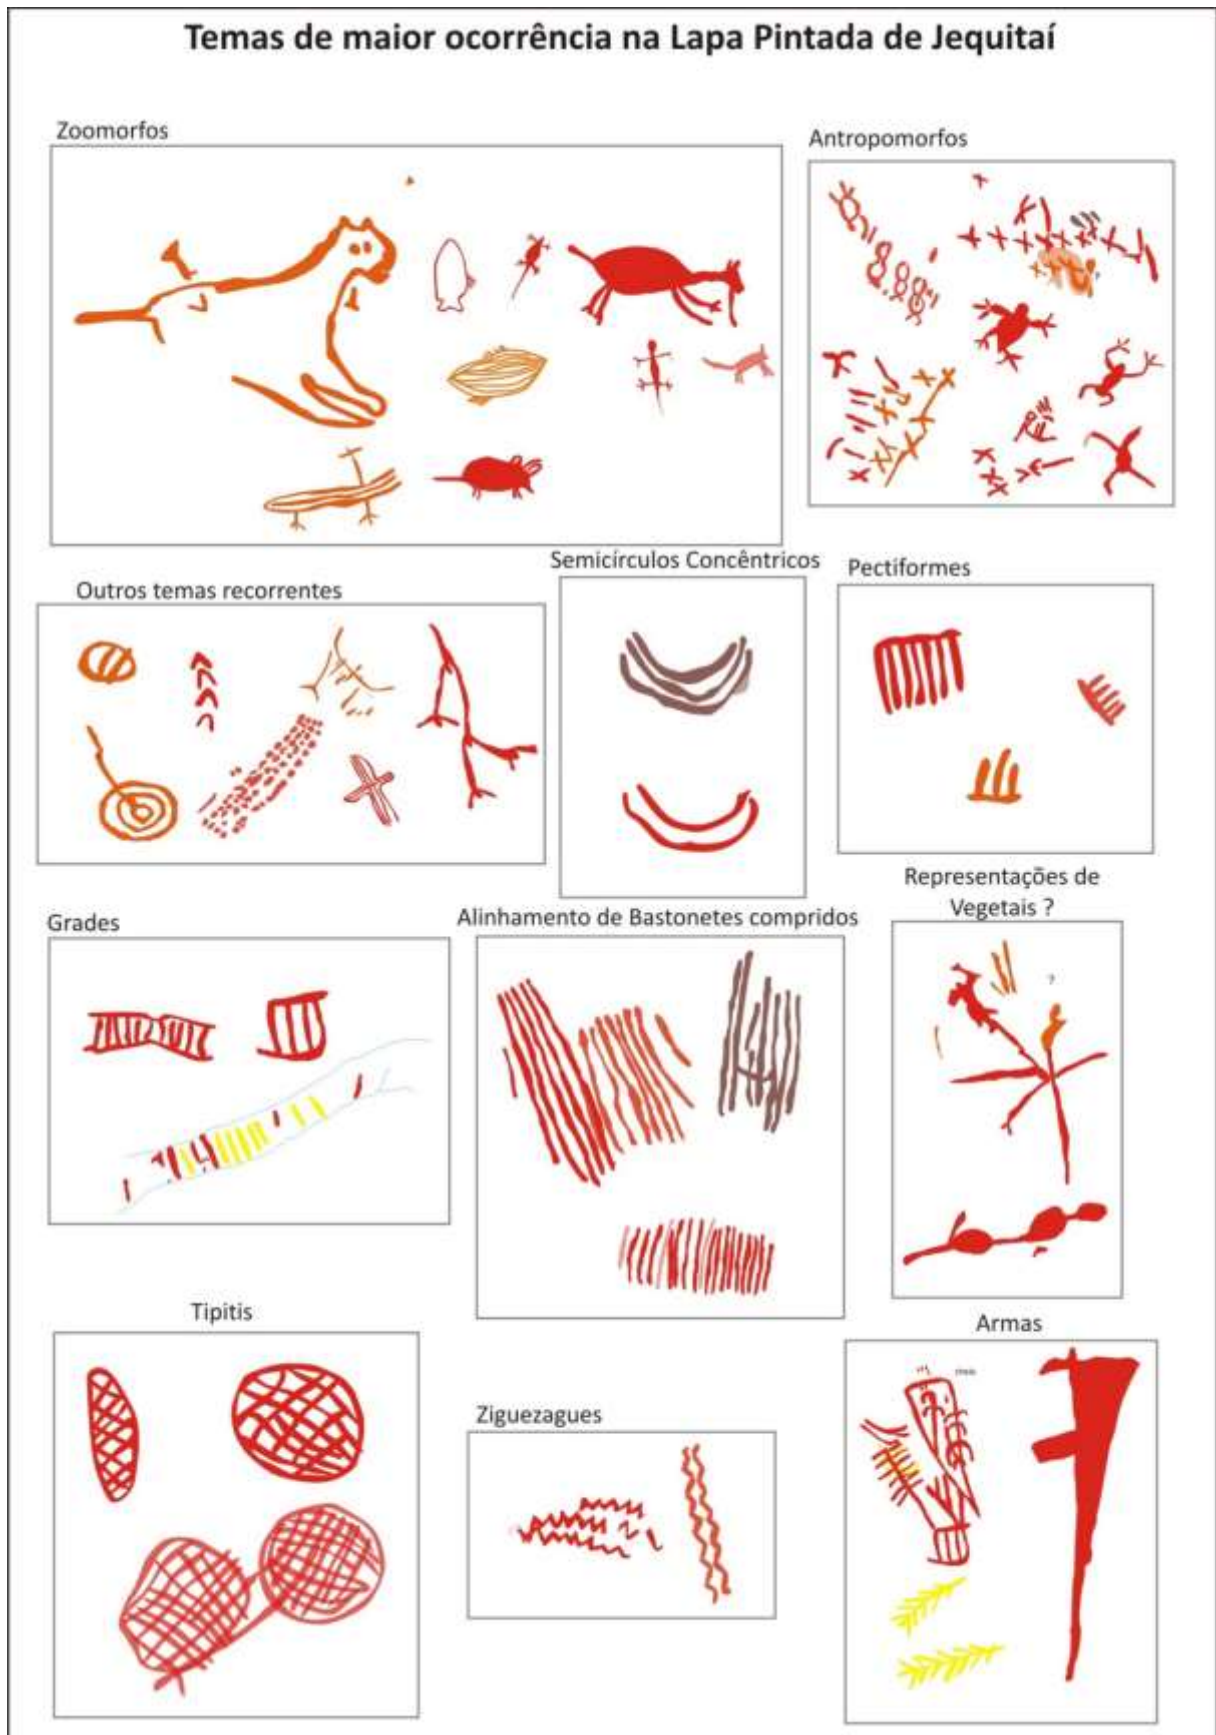 Temas de maior ocorrência na Lapa Pintada de Jequitaí
Zoomorfos
Antropomorfos
Outros temas recorrentes
Semicírculos Concêntricos
Pectiformes
Grades
Alinhamento de Bastonetes compridos
Representações de
Vegetais ?
?
Tipitis
Ziguezagues
Armas